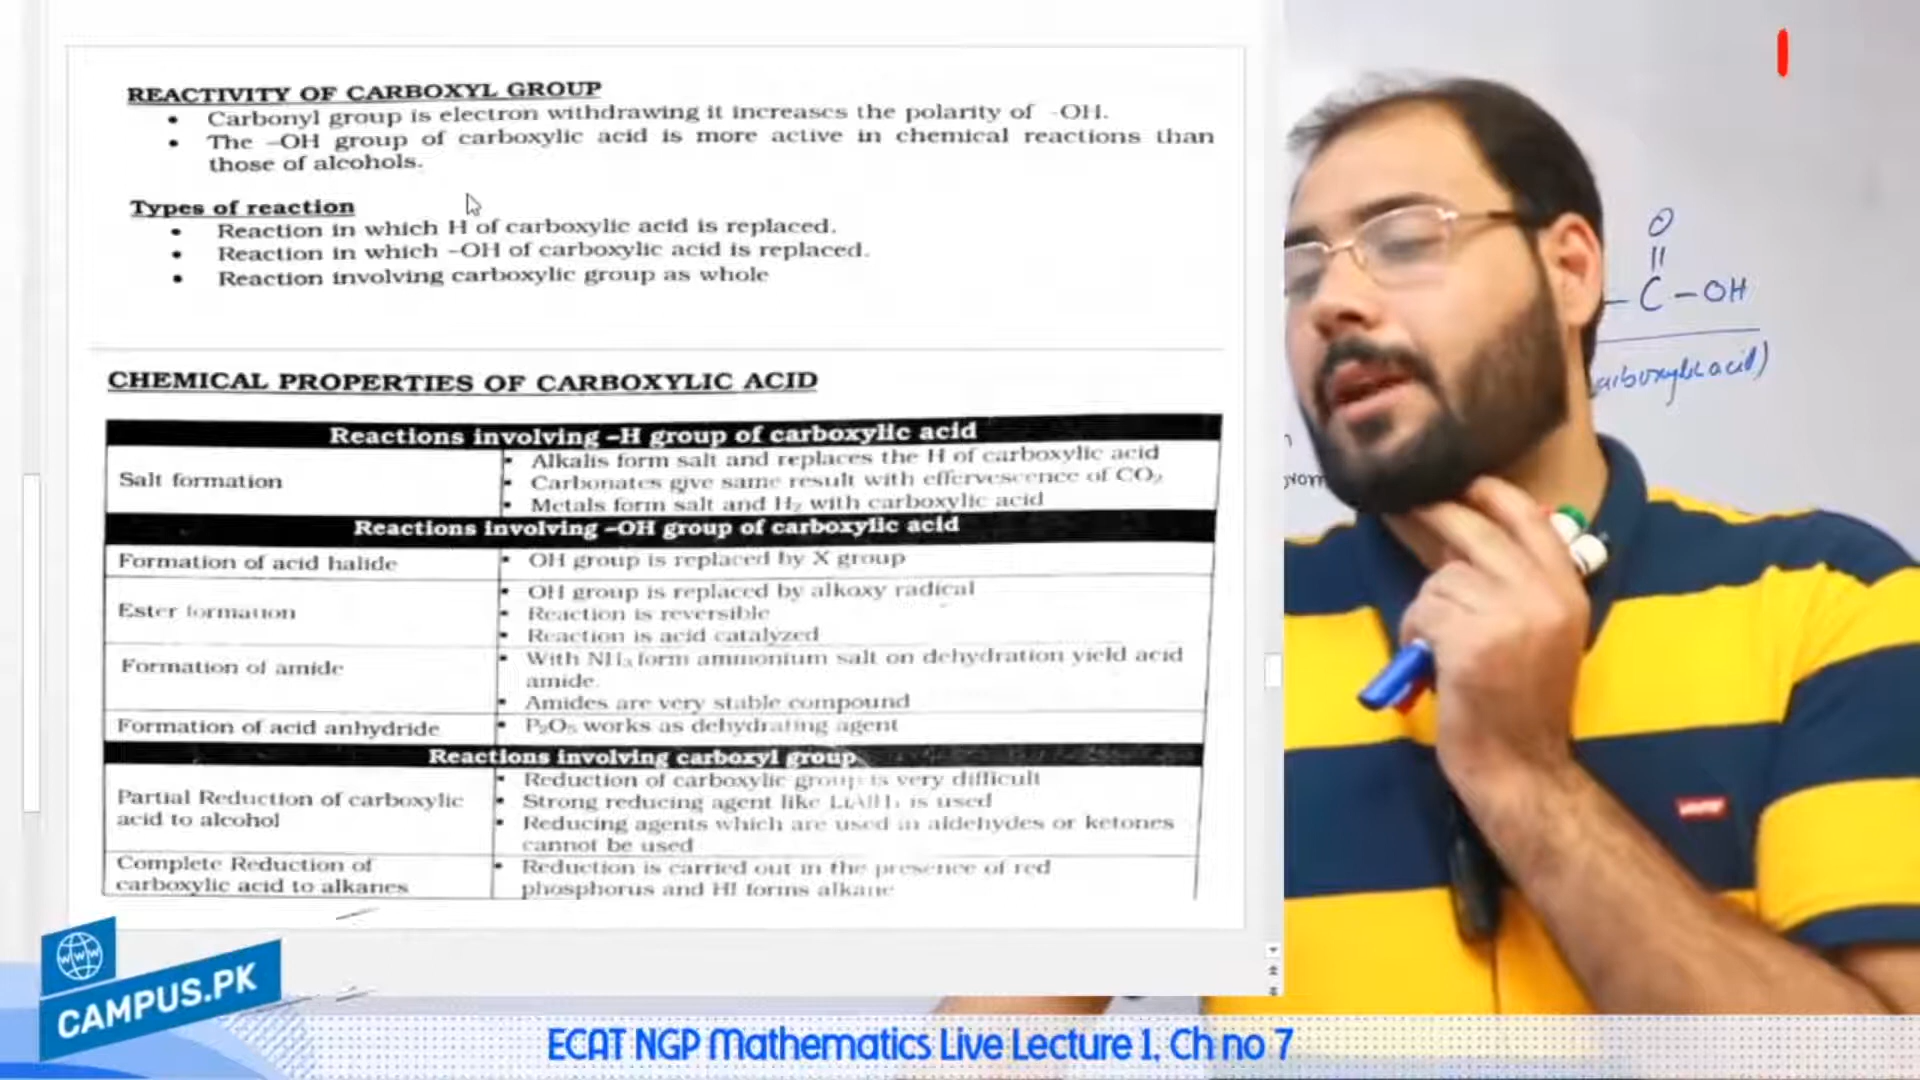 REACTIVITY OF CARBOXYL GROUP
• Carbonyl group is electron withdrawing it increases the polarity of -OH.
• The –OH group of carboxylic acid is more active in chemical reactions than
those of alcohols.
Types of reaction
• Reaction in which H of carboxylic acid is replaced.
• Reaction in which –OH of carboxylic acid is replaced.
• Reaction involving carboxylic group as whole
CHEMICAL PROPERTIES OF CARBOXYLIC ACID
Reactions involving –H group of carboxylic acid
Salt formation
• Alkalis form salt and replaces the H of carboxylic acid
• Carbonates give same result with effervescence of CO₂
• Metals form salt and H₂ with carboxylic acid
Reactions involving –OH group of carboxylic acid
Formation of acid halide
• OH group is replaced by X group
Ester formation
• OH group is replaced by alkoxy radical
• Reaction is reversible
• Reaction is acid catalyzed
Formation of amide
• With NH₃ form ammonium salt on dehydration yield acid
amide.
• Amides are very stable compound
Formation of acid anhydride
• P₂O₅ works as dehydrating agent
Reactions involving carboxyl group
Partial Reduction of carboxylic
acid to alcohol
• Reduction of carboxylic group is very difficult
• Strong reducing agent like LiAlH₄ is used
• Reducing agents which are used in aldehydes or ketones
cannot be used
Complete Reduction of
carboxylic acid to alkanes
• Reduction is carried out in the presence of red
phosphorus and HI forms alkane
O
||
– C – OH
arboxylic acid)
Levi's
www
CAMPUS.PK
ECAT NGP Mathematics Live Lecture 1, Ch no 7